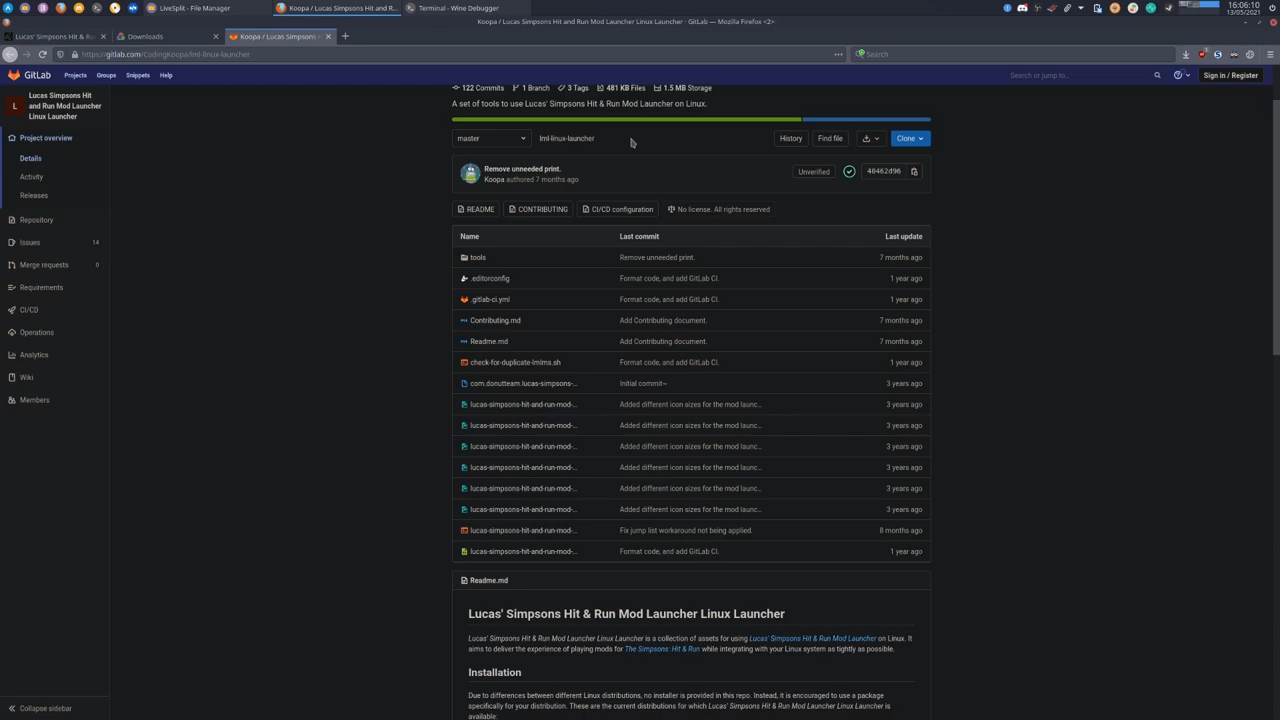 LiveSplit - File Manager
Koopa / Lucas Simpsons Hit and R...
Terminal - Wine Debugger
16:06:10
13/05/2021
Koopa / Lucas Simpsons Hit and Run Mod Launcher Linux Launcher · GitLab — Mozilla Firefox <2>
Lucas' Simpsons Hit & Run
Downloads
Koopa / Lucas Simpsons
https://gitlab.com/CodingKoopa/lml-linux-launcher
Search
GitLab
Projects
Groups
Snippets
Help
Search or jump to...
Sign in / Register
L
Lucas Simpsons Hit
and Run Mod Launcher
Linux Launcher
Project overview
Details
Activity
Releases
Repository
Issues
14
Merge requests
0
Requirements
CI/CD
Operations
Analytics
Wiki
Members
Collapse sidebar
122 Commits
1 Branch
3 Tags
481 KB Files
1.5 MB Storage
A set of tools to use Lucas' Simpsons Hit & Run Mod Launcher on Linux.
master
lml-linux-launcher
History
Find file
Clone
Remove unneeded print.
Koopa authored 7 months ago
Unverified
40462d96
README
CONTRIBUTING
CI/CD configuration
No license. All rights reserved
Name
Last commit
Last update
tools
Remove unneeded print.
7 months ago
.editorconfig
Format code, and add GitLab CI.
1 year ago
.gitlab-ci.yml
Format code, and add GitLab CI.
1 year ago
Contributing.md
Add Contributing document.
7 months ago
Readme.md
Add Contributing document.
7 months ago
check-for-duplicate-lmlms.sh
Format code, and add GitLab CI.
1 year ago
com.donutteam.lucas-simpsons-...
Initial commit~
3 years ago
lucas-simpsons-hit-and-run-mod-...
Added different icon sizes for the mod launc...
3 years ago
lucas-simpsons-hit-and-run-mod-...
Added different icon sizes for the mod launc...
3 years ago
lucas-simpsons-hit-and-run-mod-...
Added different icon sizes for the mod launc...
3 years ago
lucas-simpsons-hit-and-run-mod-...
Added different icon sizes for the mod launc...
3 years ago
lucas-simpsons-hit-and-run-mod-...
Added different icon sizes for the mod launc...
3 years ago
lucas-simpsons-hit-and-run-mod-...
Added different icon sizes for the mod launc...
3 years ago
lucas-simpsons-hit-and-run-mod-...
Fix jump list workaround not being applied.
8 months ago
lucas-simpsons-hit-and-run-mod-...
Format code, and add GitLab CI.
1 year ago
Readme.md
Lucas' Simpsons Hit & Run Mod Launcher Linux Launcher
Lucas' Simpsons Hit & Run Mod Launcher Linux Launcher is a collection of assets for using Lucas' Simpsons Hit & Run Mod Launcher on Linux. It
aims to deliver the experience of playing mods for The Simpsons: Hit & Run while integrating with your Linux system as tightly as possible.
Installation
Due to differences between different Linux distributions, no installer is provided in this repo. Instead, it is encouraged to use a package
specifically for your distribution. These are the current distributions for which Lucas' Simpsons Hit & Run Mod Launcher Linux Launcher is
available: